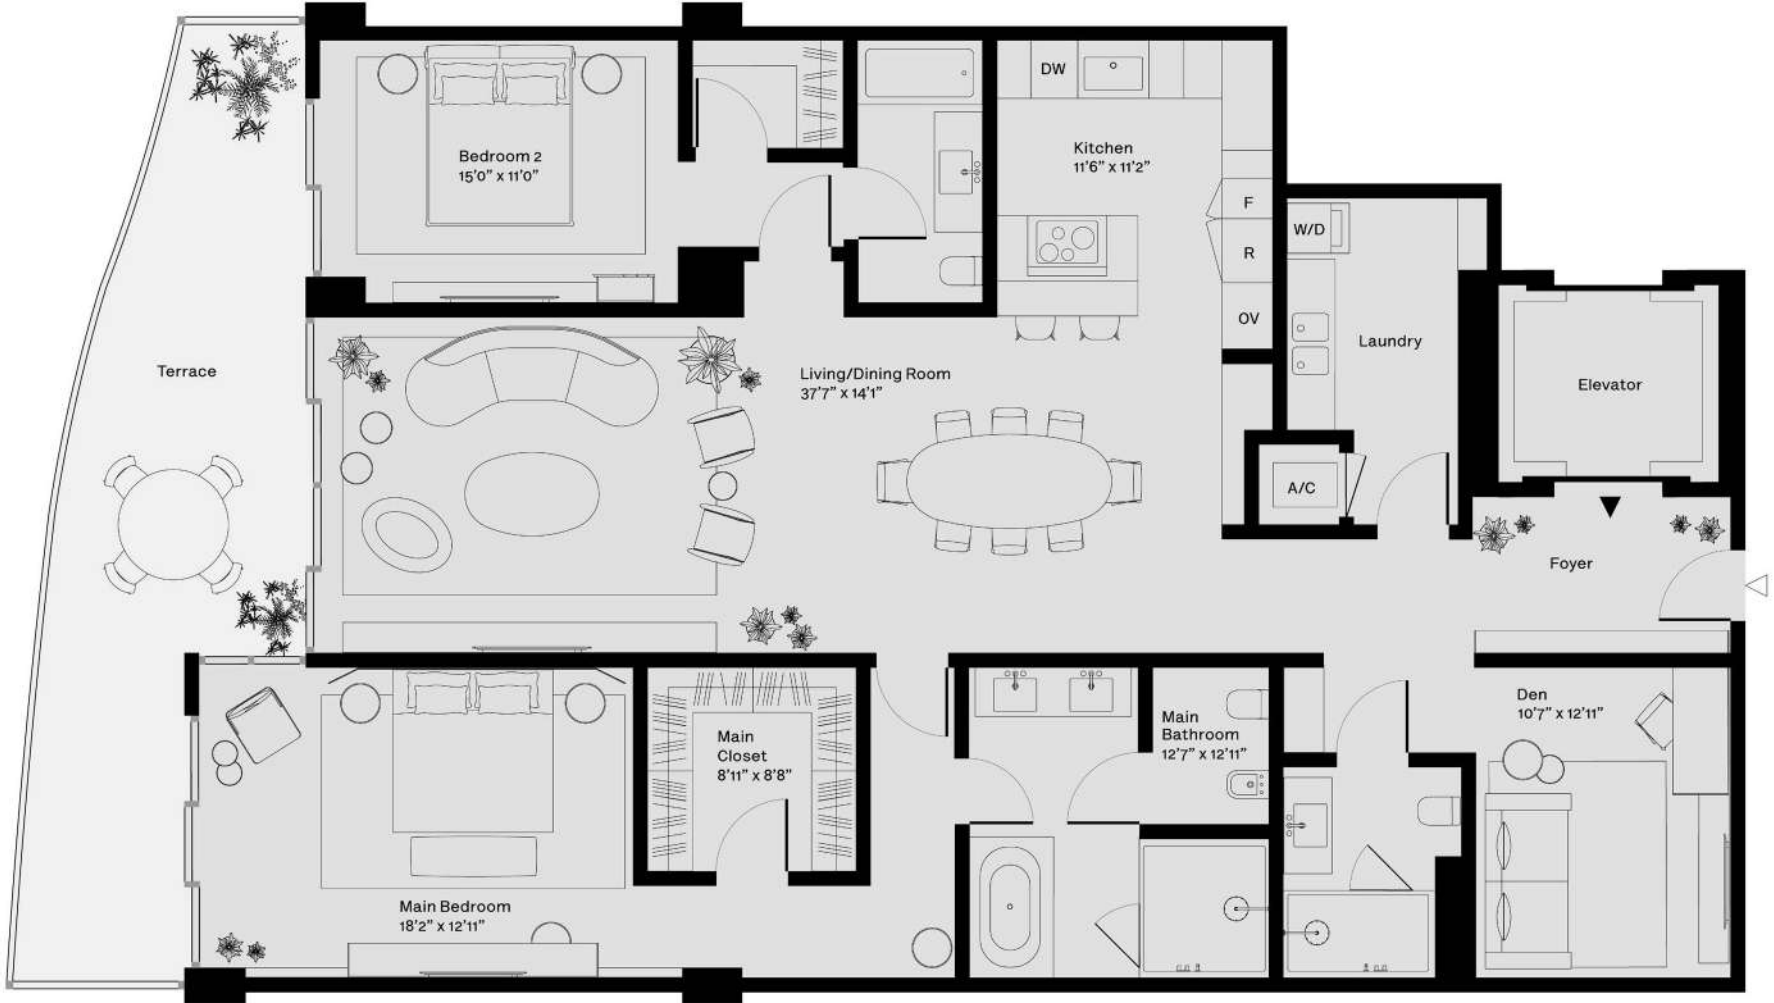 DW
Bedroom 2
15'0" x 11'0"
Kitchen
11'6" x 11'2"
F
W/D
R
OV
Laundry
Terrace
Living/Dining Room
37'7" x 14'1"
Elevator
A/C
Foyer
Den
10'7" x 12'11"
Main
Bathroom
12'7" x 12'11"
Main
Closet
8'11" x 8'8"
Main Bedroom
18'2" x 12'11"